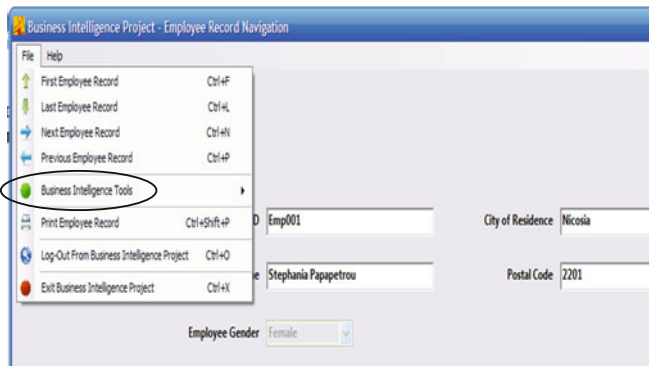 Business Intelligence Project - Employee Record Navigation
File Help
First Employee Record Ctrl+F
Last Employee Record Ctrl+L
Next Employee Record Ctrl+N
Previous Employee Record Ctrl+P
Business Intelligence Tools
Print Employee Record Ctrl+Shift+P
D Emp001 City of Residence Nicosia
Log-Out From Business Intelligence Project Ctrl+O
e Stephania Papapetrou Postal Code 2201
Exit Business Intelligence Project Ctrl+X
Employee Gender Female